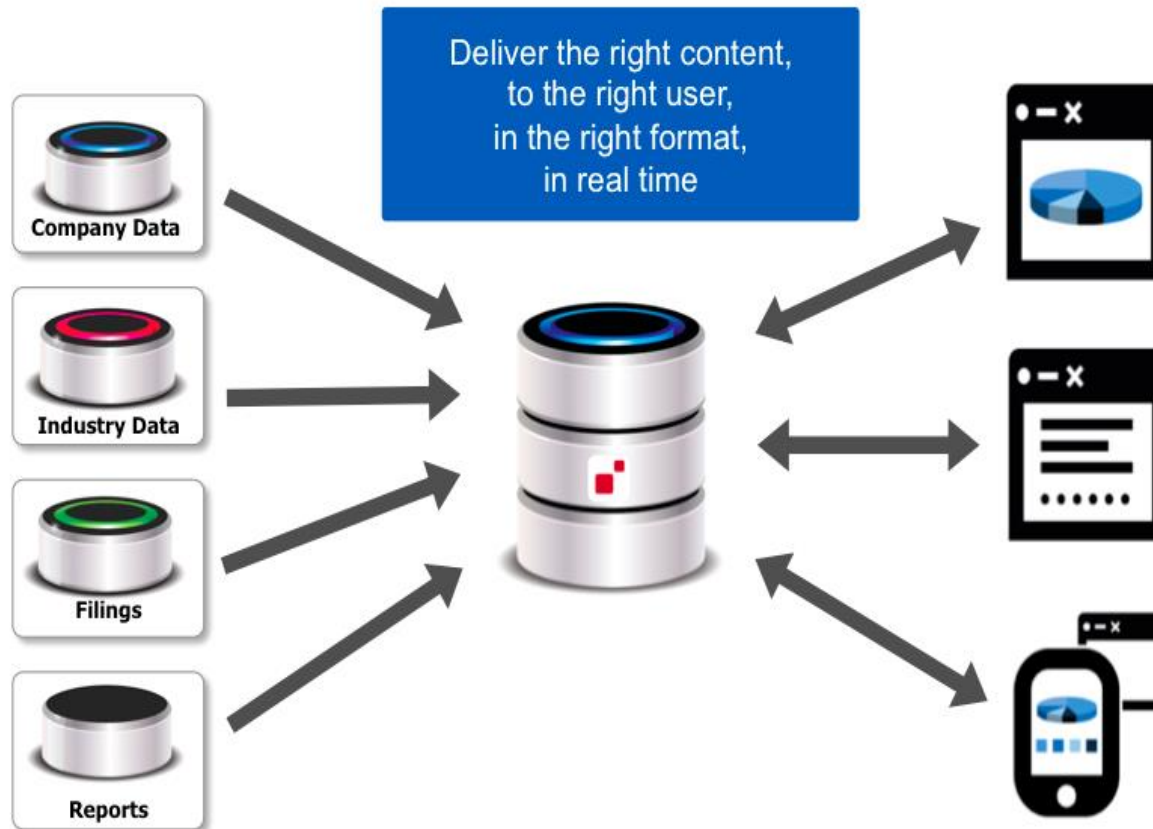 Deliver the right content,
to the right user,
in the right format,
in real time
Company Data
Industry Data
Filings
Reports